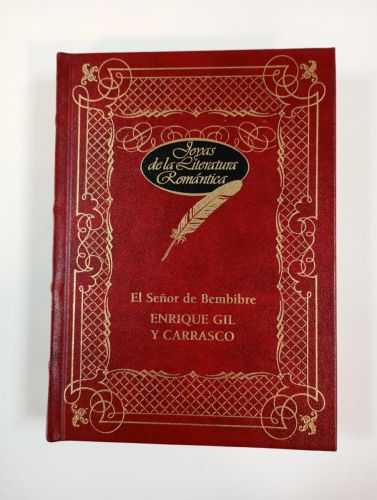 Joyas
de la Literatura
Romántica
El Señor de Bembibre
ENRIQUE GIL
Y CARRASCO